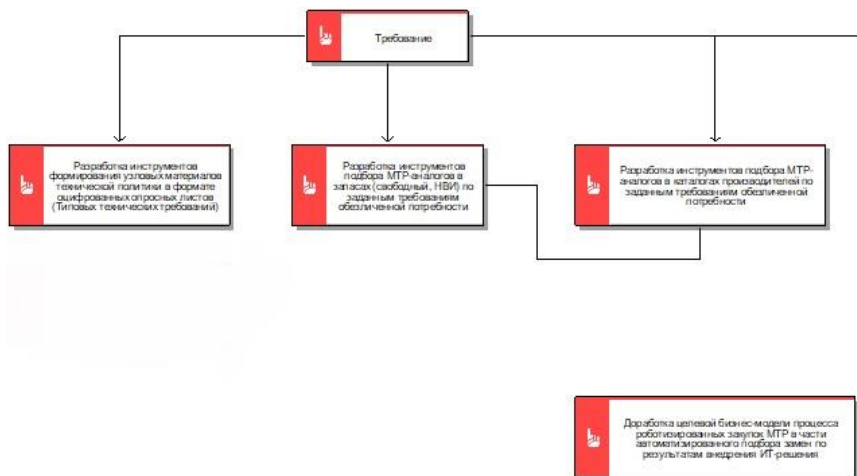 Требование
Разработка инструментов
формирования узловых материалов
технической политики в формате
оцифрованных опросных листов
(Типовых технических требований)
Разработка инструментов
подбора МТР-аналогов в
запасах (свободный, НВИ) по
заданным требованиям
обезличенной потребности
Разработка инструментов подбора МТР-
аналогов в каталогах производителей по
заданным требованиям обезличенной
потребности
Доработка целевой бизнес-модели процесса
роботизированных закупок МТР в части
автоматизированного подбора замен по
результатам внедрения ИТ-решения